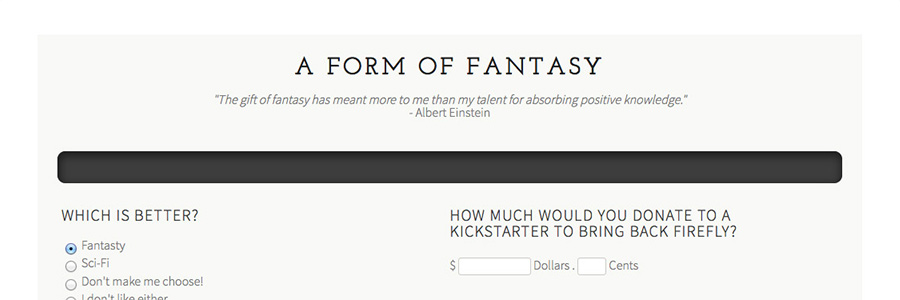 A FORM OF FANTASY
"The gift of fantasy has meant more to me than my talent for absorbing positive knowledge."
- Albert Einstein
WHICH IS BETTER?
Fantasty
Sci-Fi
Don't make me choose!
I don't like either
HOW MUCH WOULD YOU DONATE TO A
KICKSTARTER TO BRING BACK FIREFLY?
$ Dollars . Cents